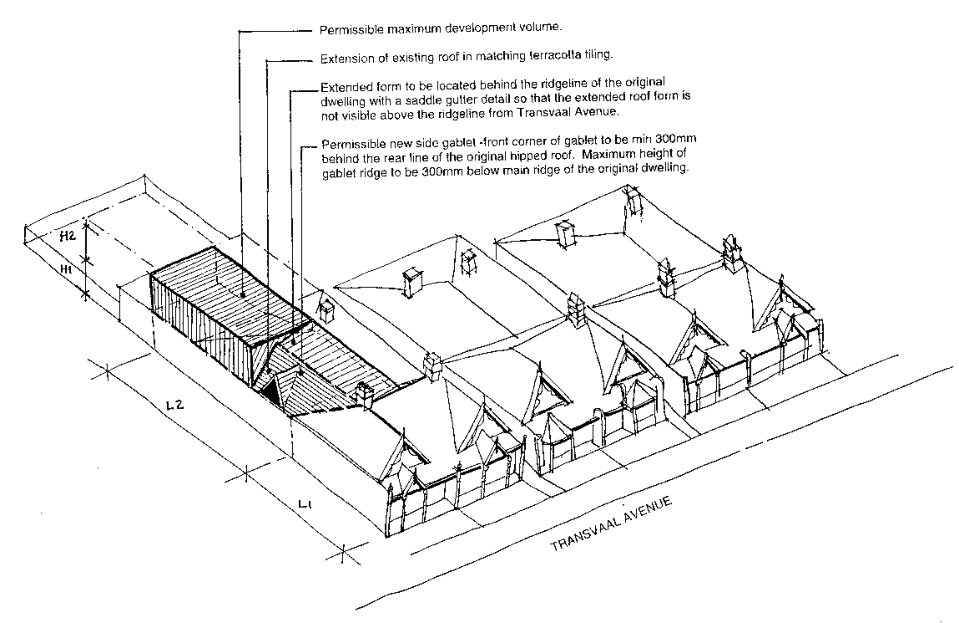 Permissible maximum development volume.
Extension of existing roof in matching terracotta tiling.
Extended form to be located behind the ridgeline of the original
dwelling with a saddle gutter detail so that the extended roof form is
not visible above the ridgeline from Transvaal Avenue.
Permissible new side gablet -front corner of gablet to be min 300mm
behind the rear line of the original hipped roof. Maximum height of
gablet ridge to be 300mm below main ridge of the original dwelling.
H2
H1
L2
L1
TRANSVAAL AVENUE